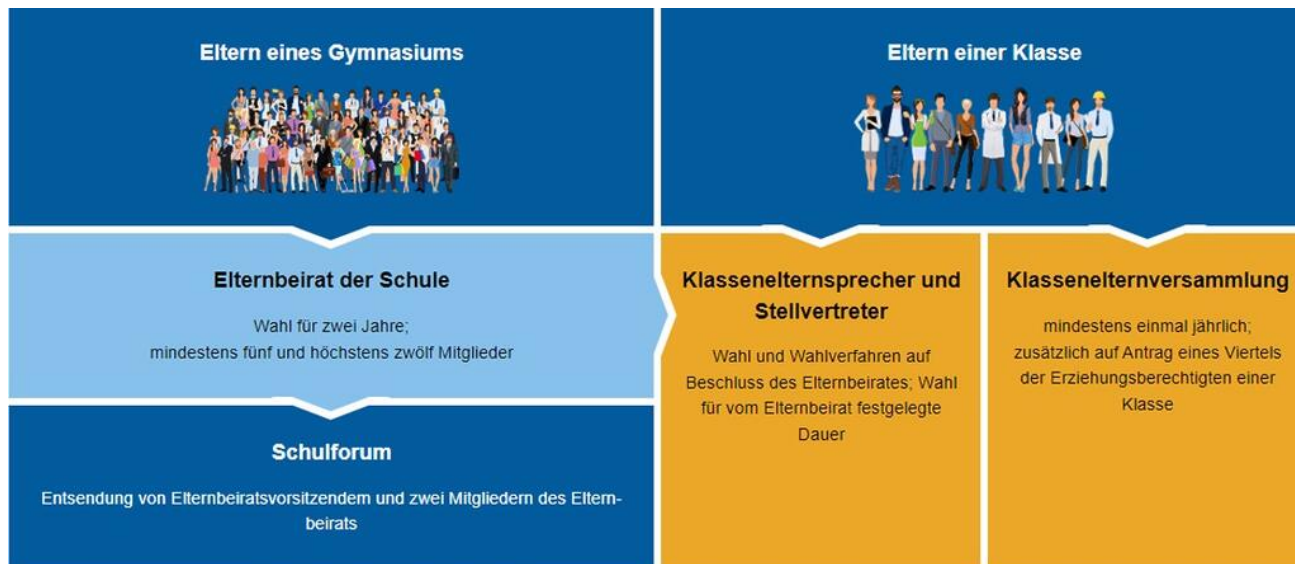 Eltern eines Gymnasiums
Eltern einer Klasse
Elternbeirat der Schule
Wahl für zwei Jahre;
mindestens fünf und höchstens zwölf Mitglieder
Schulforum
Entsendung von Elternbeiratsvorsitzendem und zwei Mitgliedern des Eltern-
beirats
Klassenelternsprecher und
Stellvertreter
Wahl und Wahlverfahren auf
Beschluss des Elternbeirates; Wahl
für vom Elternbeirat festgelegte
Dauer
Klassenelternversammlung
mindestens einmal jährlich;
zusätzlich auf Antrag eines Viertels
der Erziehungsberechtigten einer
Klasse